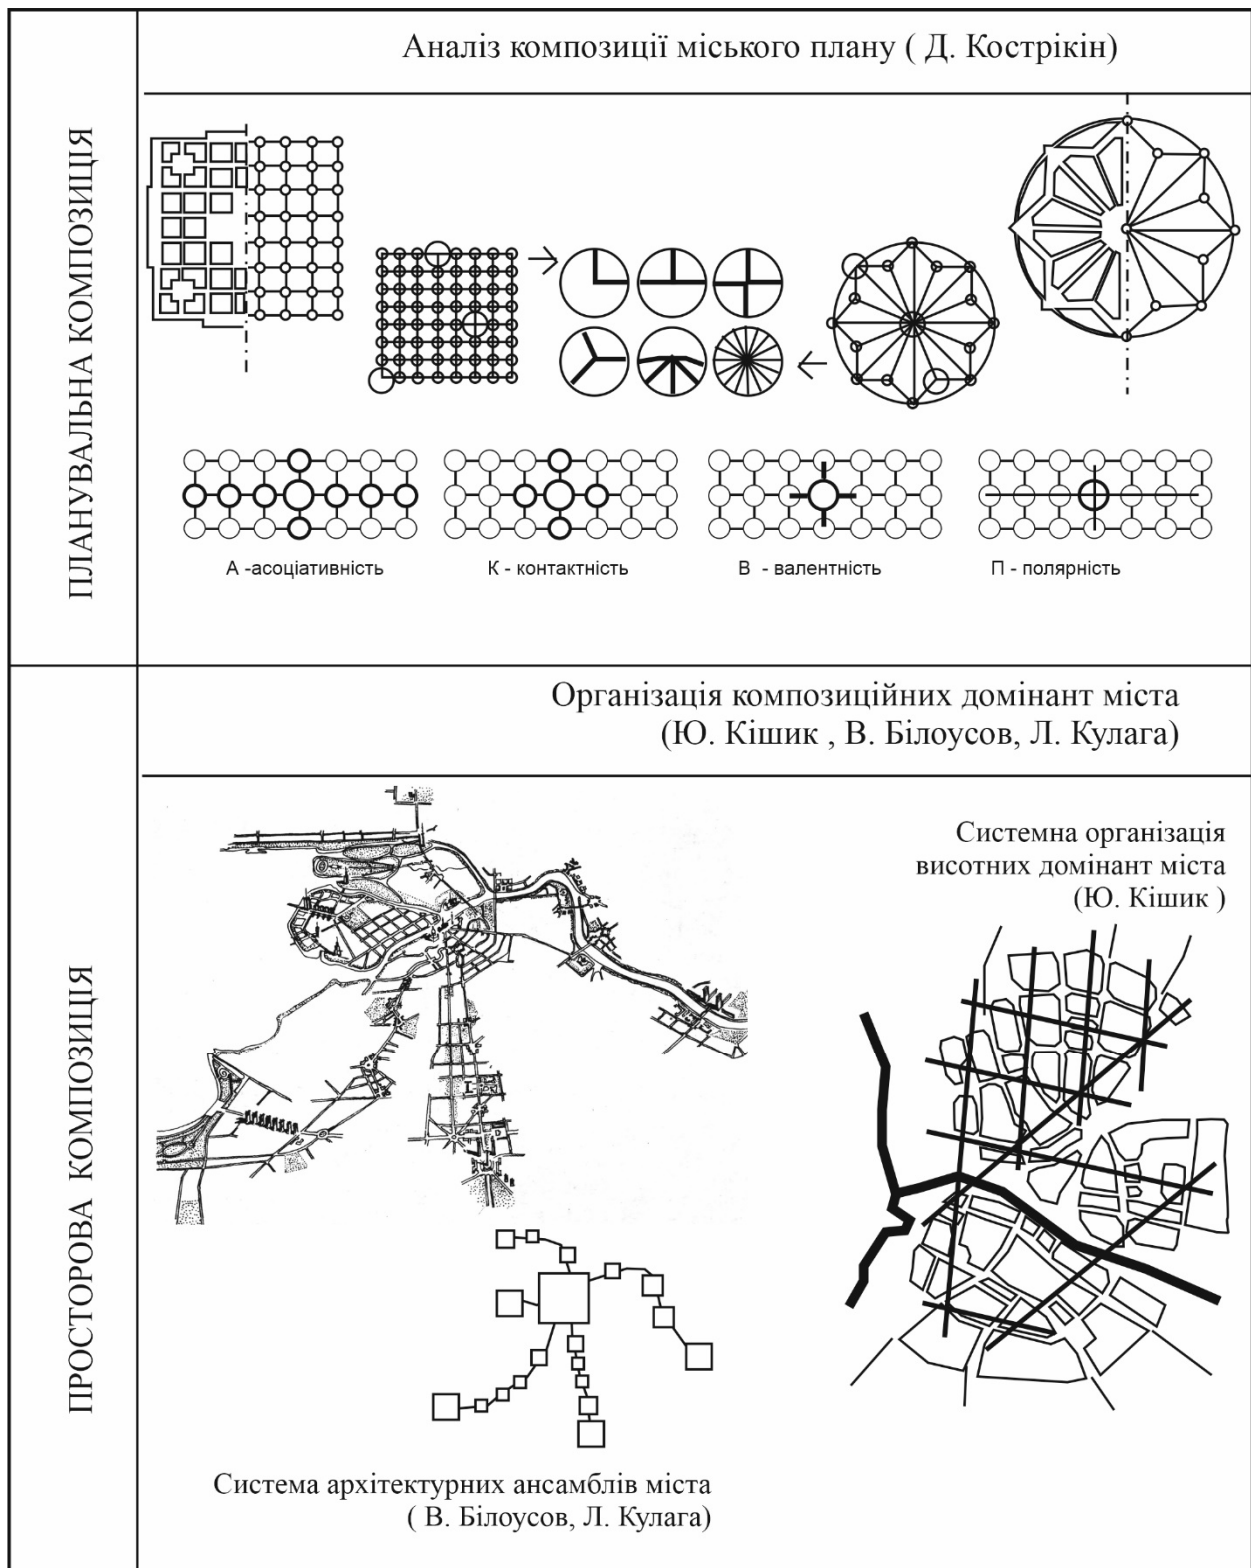 Аналіз композиції міського плану ( Д. Кострікін)
ПЛАНУВАЛЬНА КОМПОЗИЦІЯ
А -асоціативність
К - контактність
В - валентність
П - полярність
Організація композиційних домінант міста
(Ю. Кішик , В. Білоусов, Л. Кулага)
ПРОСТОРОВА КОМПОЗИЦІЯ
Системна організація
висотних домінант міста
(Ю. Кішик )
Система архітектурних ансамблів міста
( В. Білоусов, Л. Кулага)